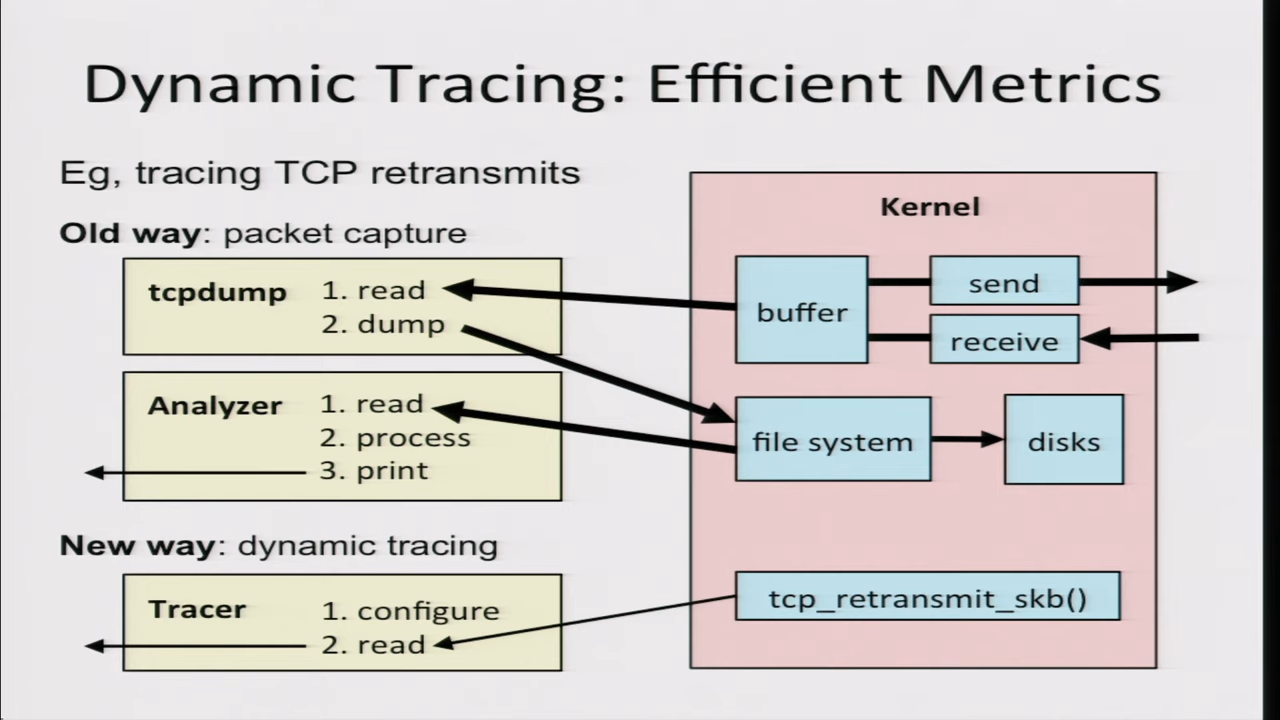 Dynamic Tracing: Efficient Metrics
Eg, tracing TCP retransmits
Old way: packet capture
tcpdump
1. read
2. dump
Analyzer
1. read
2. process
3. print
New way: dynamic tracing
Tracer
1. configure
2. read
Kernel
buffer
send
receive
file system
disks
tcp_retransmit_skb()